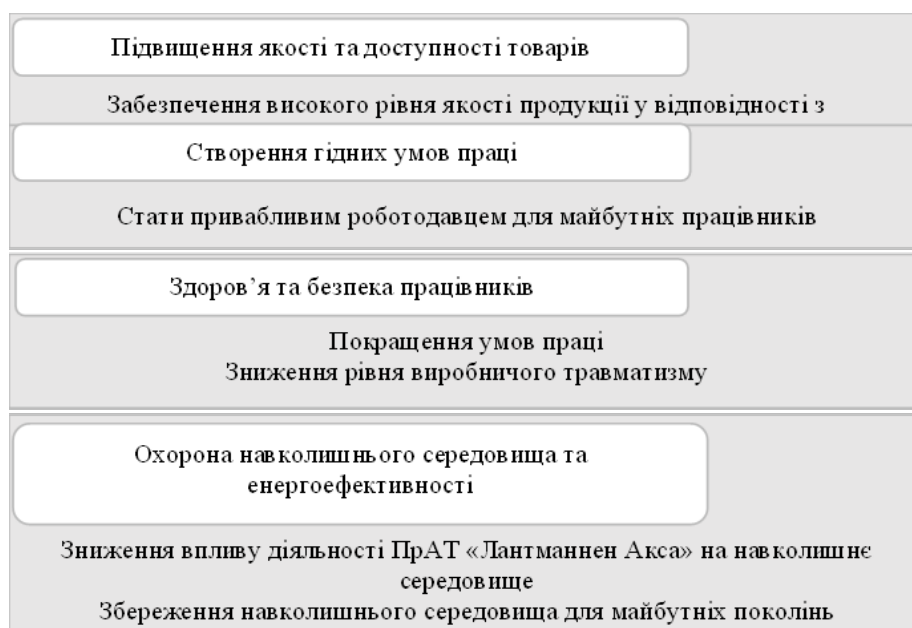 Підвищення якості та доступності товарів
Забезпечення високого рівня якості продукції у відповідності з
Створення гідних умов праці
Стати привабливим роботодавцем для майбутніх працівників
Здоров’я та безпека працівників
Покращення умов праці
Зниження рівня виробничого травматизму
Охорона навколишнього середовища та
енергоефективності
Зниження впливу діяльності ПрАТ «Лантманнен Акса» на навколишнє
середовище
Збереження навколишнього середовища для майбутніх поколінь